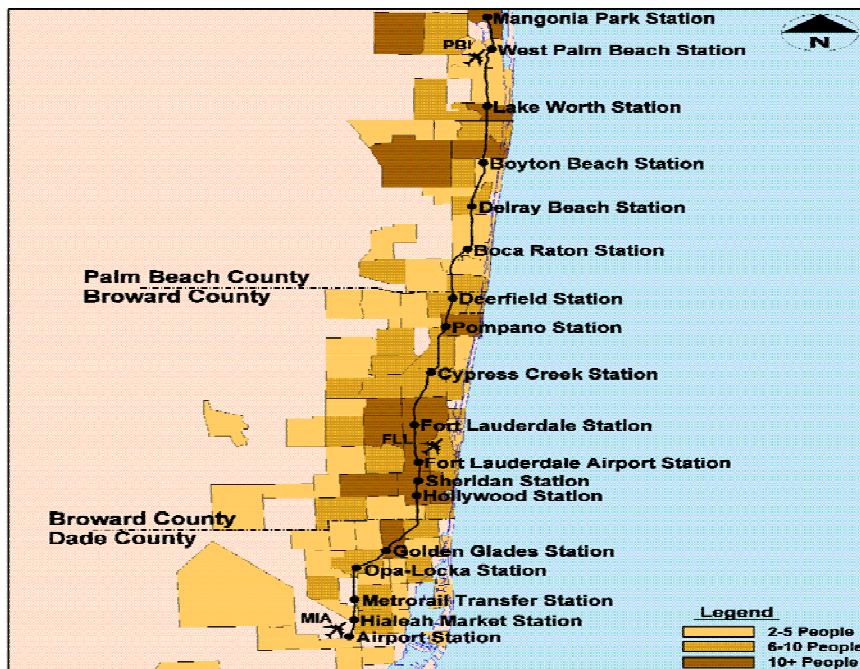 Mangonia Park Station
PBI
West Palm Beach Station
N
Lake Worth Station
Boyton Beach Station
Delray Beach Station
Boca Raton Station
Palm Beach County
Broward County
Deerfield Station
Pompano Station
Cypress Creek Station
Fort Lauderdale Station
FLL
Fort Lauderdale Airport Station
Sheridan Station
Hollywood Station
Broward County
Dade County
Golden Glades Station
Opa-Locka Station
Metrorail Transfer Station
MIA
Hialeah Market Station
Airport Station
Legend
2-5 People
6-10 People
10+ People